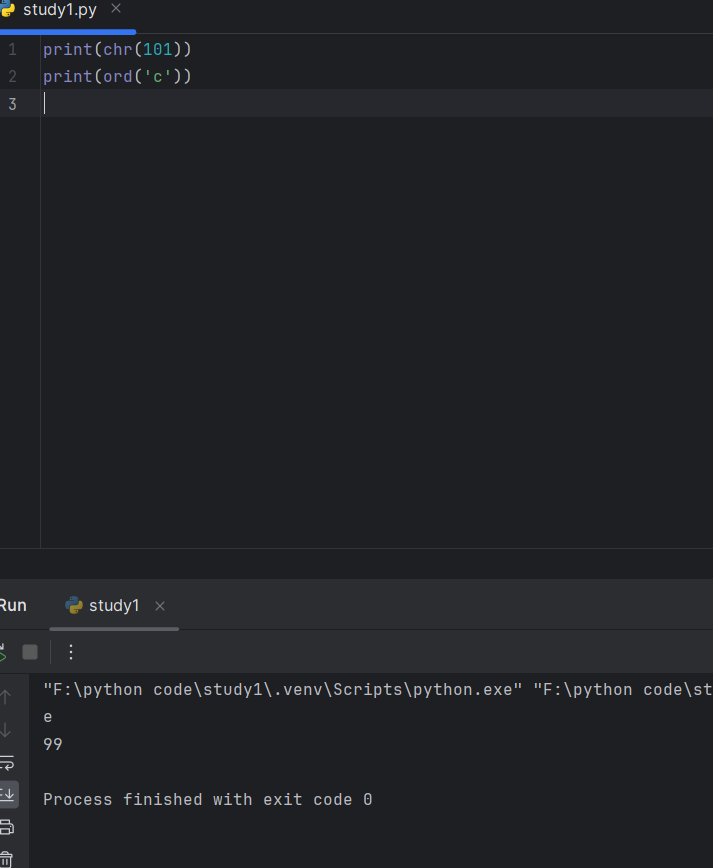 study1.py
1 print(chr(101))
2 print(ord('c'))
3
Run study1
"F:\python code\study1\.venv\Scripts\python.exe" "F:\python code\st
e
99
Process finished with exit code 0